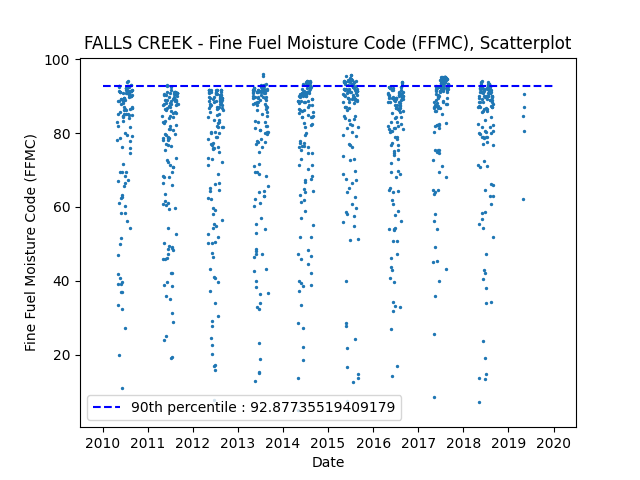 FALLS CREEK - Fine Fuel Moisture Code (FFMC), Scatterplot
Fine Fuel Moisture Code (FFMC)
100
80
60
40
20
90th percentile : 92.87735519409179
2010 2011 2012 2013 2014 2015 2016 2017 2018 2019 2020
Date